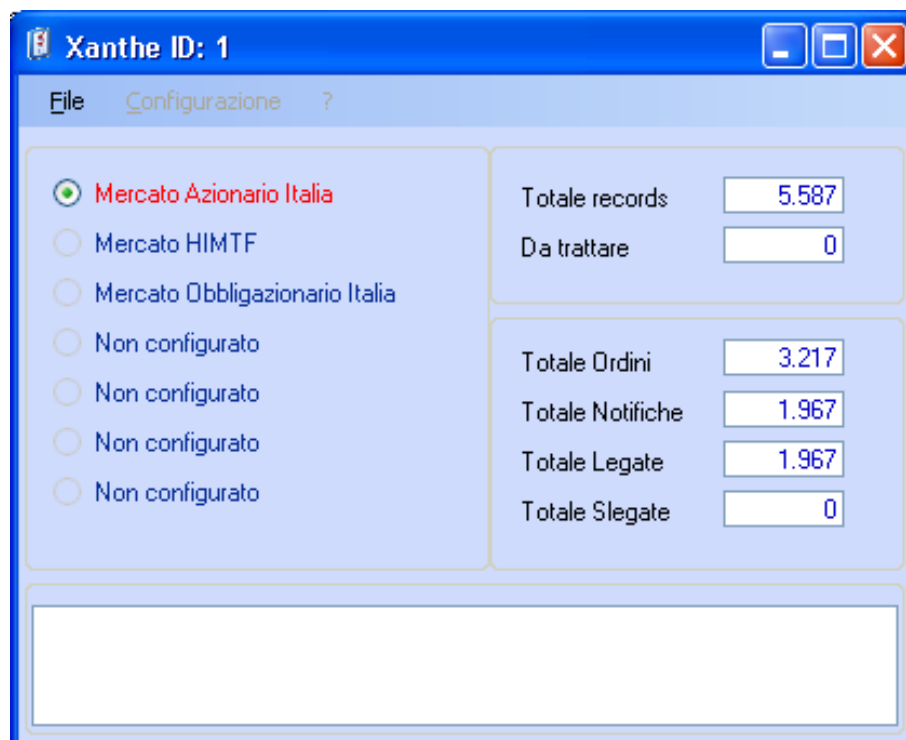 Xanthe ID: 1
File Configurazione ?
Mercato Azionario Italia
Mercato HIMTF
Mercato Obbligazionario Italia
Non configurato
Non configurato
Non configurato
Non configurato
Totale records 5.587
Da trattare 0
Totale Ordini 3.217
Totale Notifiche 1.967
Totale Legate 1.967
Totale Slegate 0